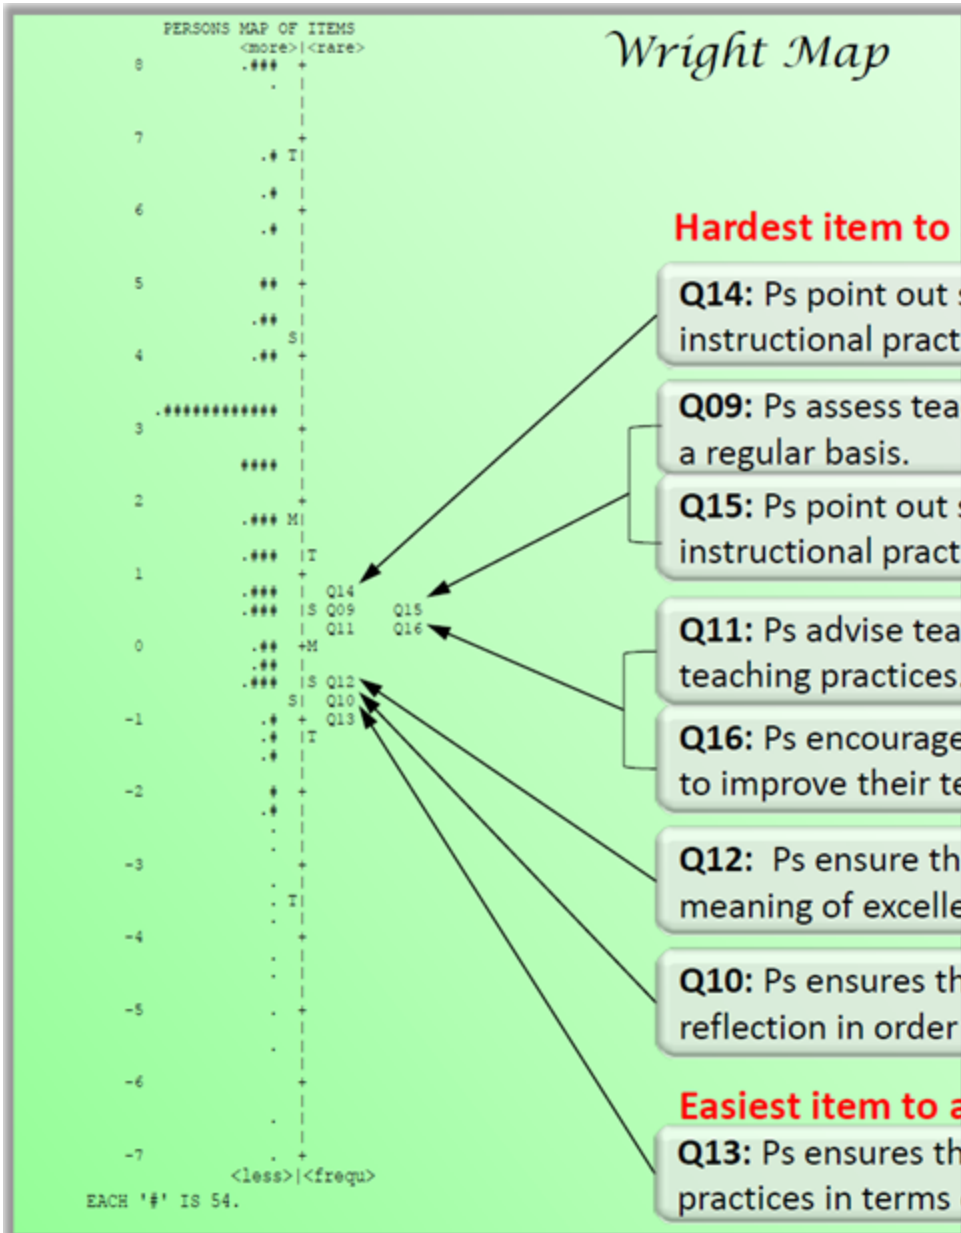 PERSONS MAP OF ITEMS
<more>|<rare>
Wright Map
8 .### +
. |
7 +
.# T|
.# |
6 +
.# |
5 ## +
.## |
S|
4 .## +
.############ |
3 +
#### |
2 +
.### M|
.### |T
1 +
.### | Q14
.### |S Q09 Q15
| Q11 Q16
0 .## +M
.## |
.### |S Q12
S| Q10
-1 .# + Q13
.# |T
.# |
-2 # +
.# |
. |
. |
-3 +
. |
. T|
. |
-4 +
. |
. |
-5 . +
. |
-6 +
. |
-7 . +
<less>|<frequ>
EACH '#' IS 54.
Hardest item to
Q14: Ps point out
instructional pract
Q09: Ps assess tea
a regular basis.
Q15: Ps point out
instructional pract
Q11: Ps advise tea
teaching practices.
Q16: Ps encourage
to improve their te
Q12: Ps ensure th
meaning of excelle
Q10: Ps ensures th
reflection in order
Easiest item to a
Q13: Ps ensures th
practices in terms